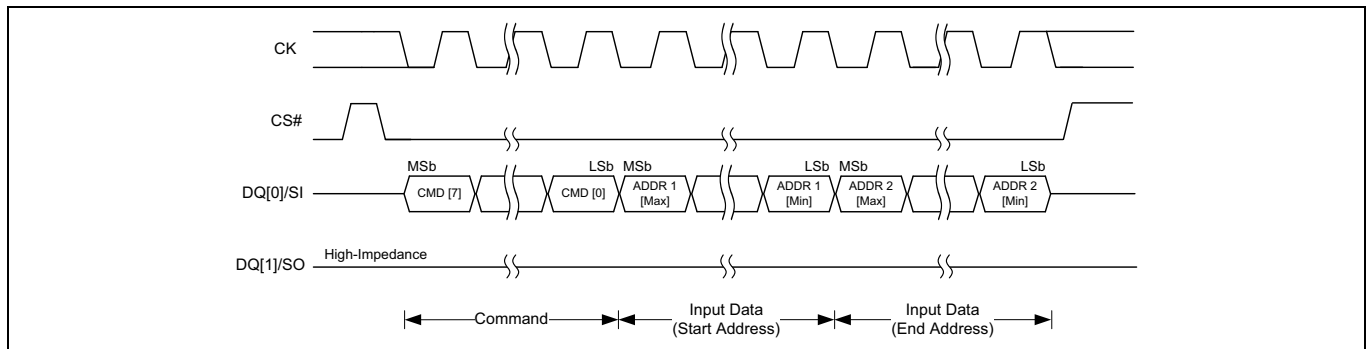 CK
CS#
MSb LSb MSb LSb MSb LSb
DQ[0]/SI CMD [7] CMD [0] ADDR 1 [Max] ADDR 1 [Min] ADDR 2 [Max] ADDR 2 [Min]
DQ[1]/SO High-Impedance
Command
Input Data
(Start Address)
Input Data
(End Address)